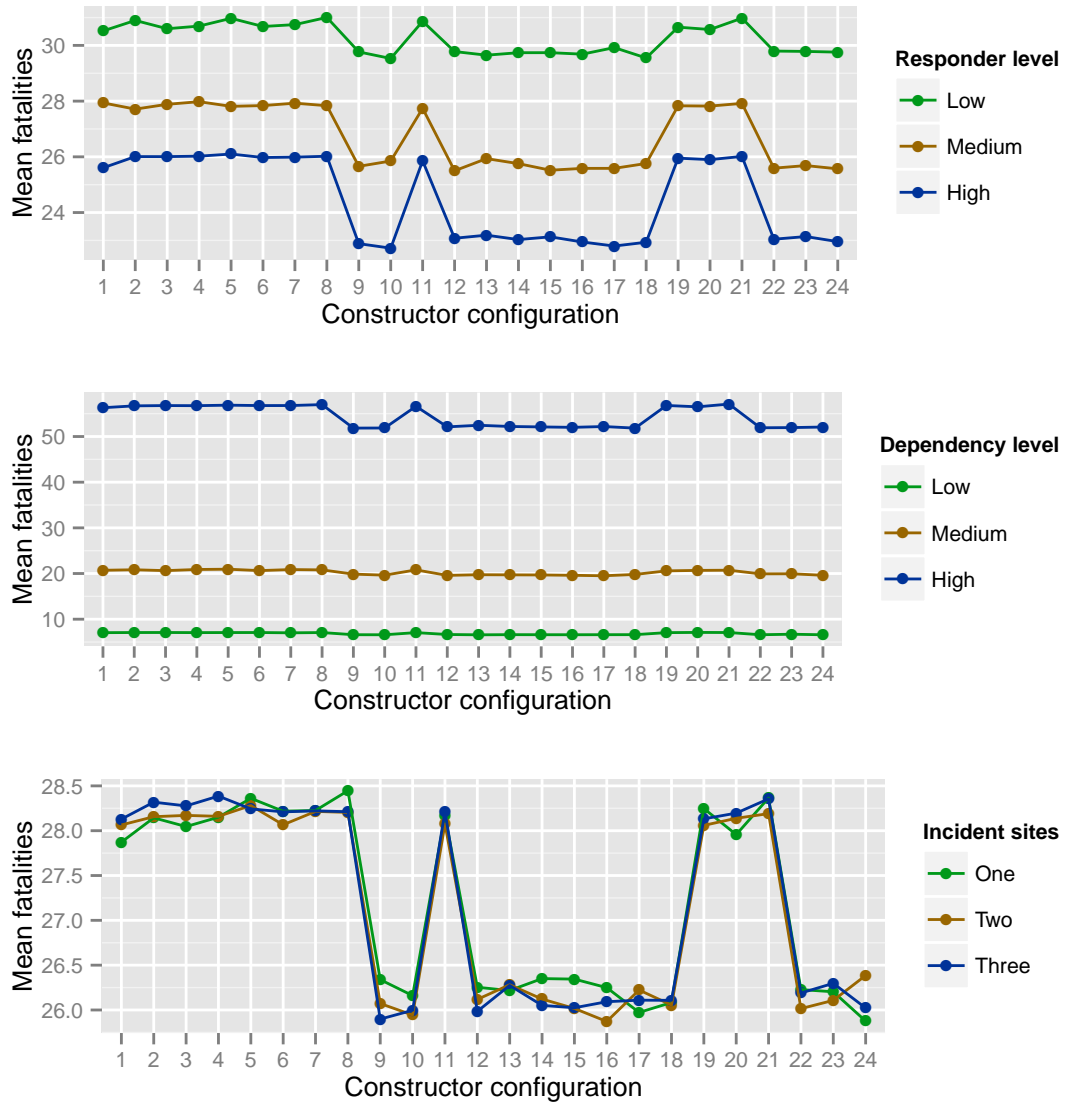 Mean fatalities
30
28
26
24
1 2 3 4 5 6 7 8 9 10 11 12 13 14 15 16 17 18 19 20 21 22 23 24
Constructor configuration
Responder level
Low
Medium
High
Mean fatalities
50
40
30
20
10
1 2 3 4 5 6 7 8 9 10 11 12 13 14 15 16 17 18 19 20 21 22 23 24
Constructor configuration
Dependency level
Low
Medium
High
Mean fatalities
28.5
28.0
27.5
27.0
26.5
26.0
1 2 3 4 5 6 7 8 9 10 11 12 13 14 15 16 17 18 19 20 21 22 23 24
Constructor configuration
Incident sites
One
Two
Three